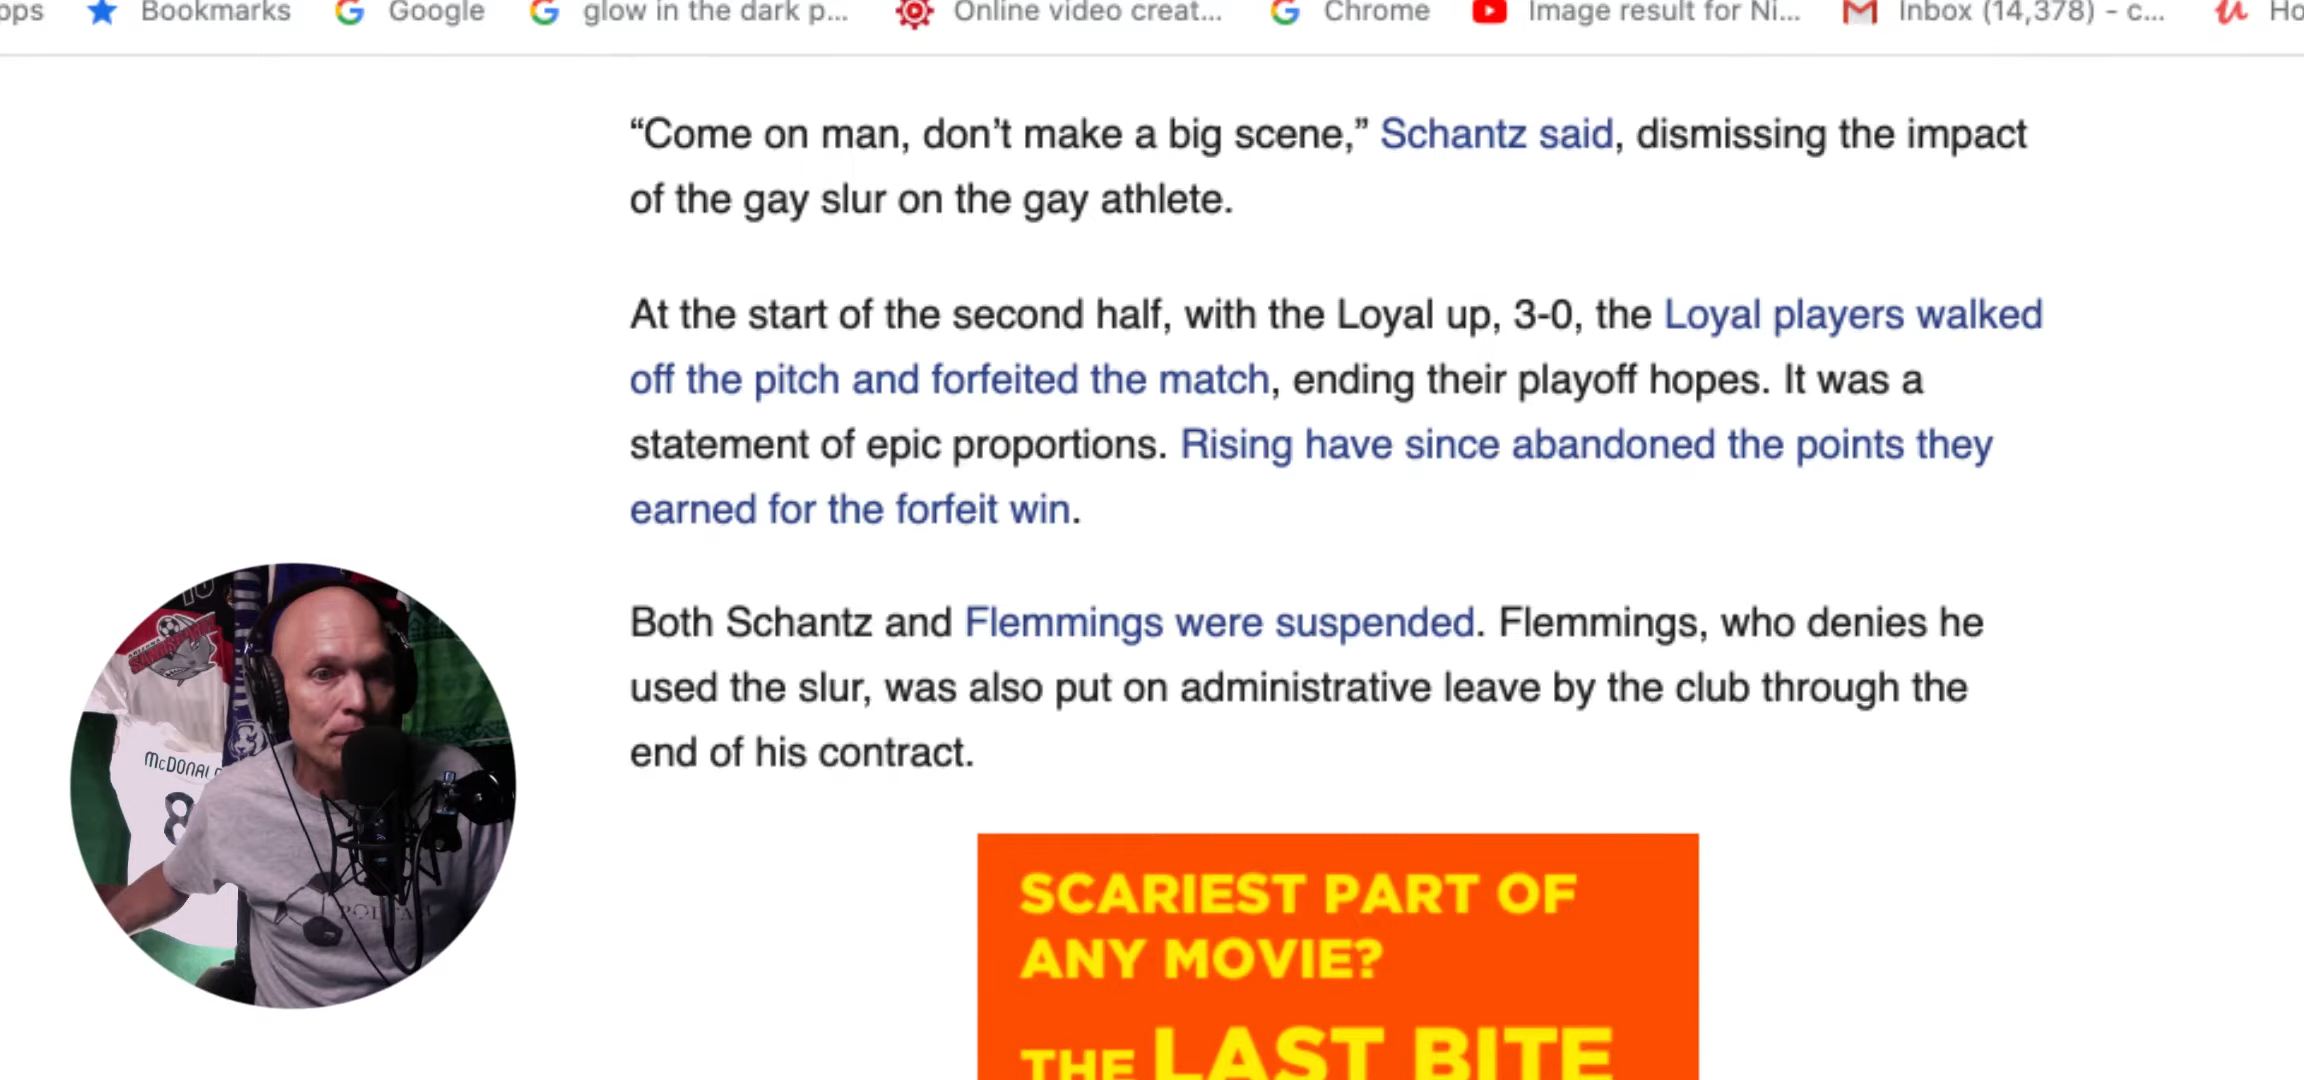 Bookmarks Google glow in the dark p... Online video creat... Chrome Image result for Ni... Inbox (14,378) - c...
“Come on man, don’t make a big scene,” Schantz said, dismissing the impact
of the gay slur on the gay athlete.
At the start of the second half, with the Loyal up, 3-0, the Loyal players walked
off the pitch and forfeited the match, ending their playoff hopes. It was a
statement of epic proportions. Rising have since abandoned the points they
earned for the forfeit win.
Both Schantz and Flemmings were suspended. Flemmings, who denies he
used the slur, was also put on administrative leave by the club through the
end of his contract.
8
SCARIEST PART OF
ANY MOVIE?
THE LAST BITE